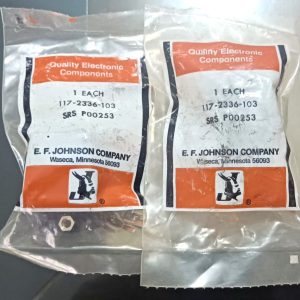 Quality Electronic
Components
1 EACH
117-2336-103
SRS P00253
E. F. JOHNSON COMPANY
Waseca, Minnesota 56093
®
Quality Electronic
Components
1 EACH
117-2336-103
SRS P00253
E. F. JOHNSON COMPANY
Waseca, Minnesota 56093
®